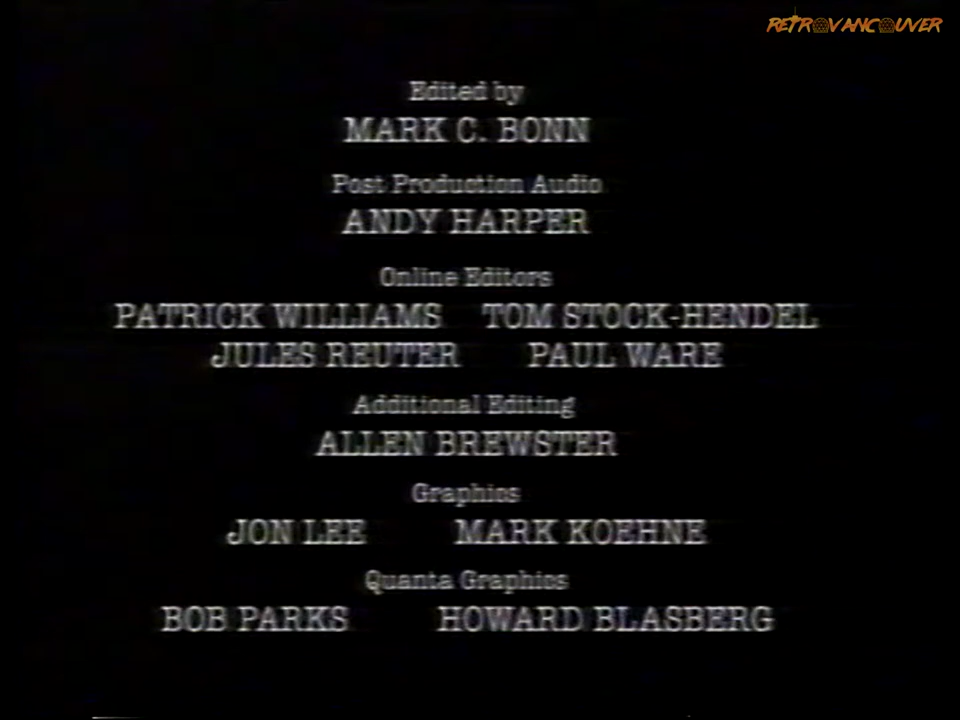 RETROVANCOUVER
Edited by
MARK C. BONN
Post Production Audio
ANDY HARPER
Online Editors
PATRICK WILLIAMS TOM STOCK-HENDEL
JULES REUTER PAUL WARE
Additional Editing
ALLEN BREWSTER
Graphics
JON LEE MARK KOEHNE
Quanta Graphics
BOB PARKS HOWARD BLASBERG